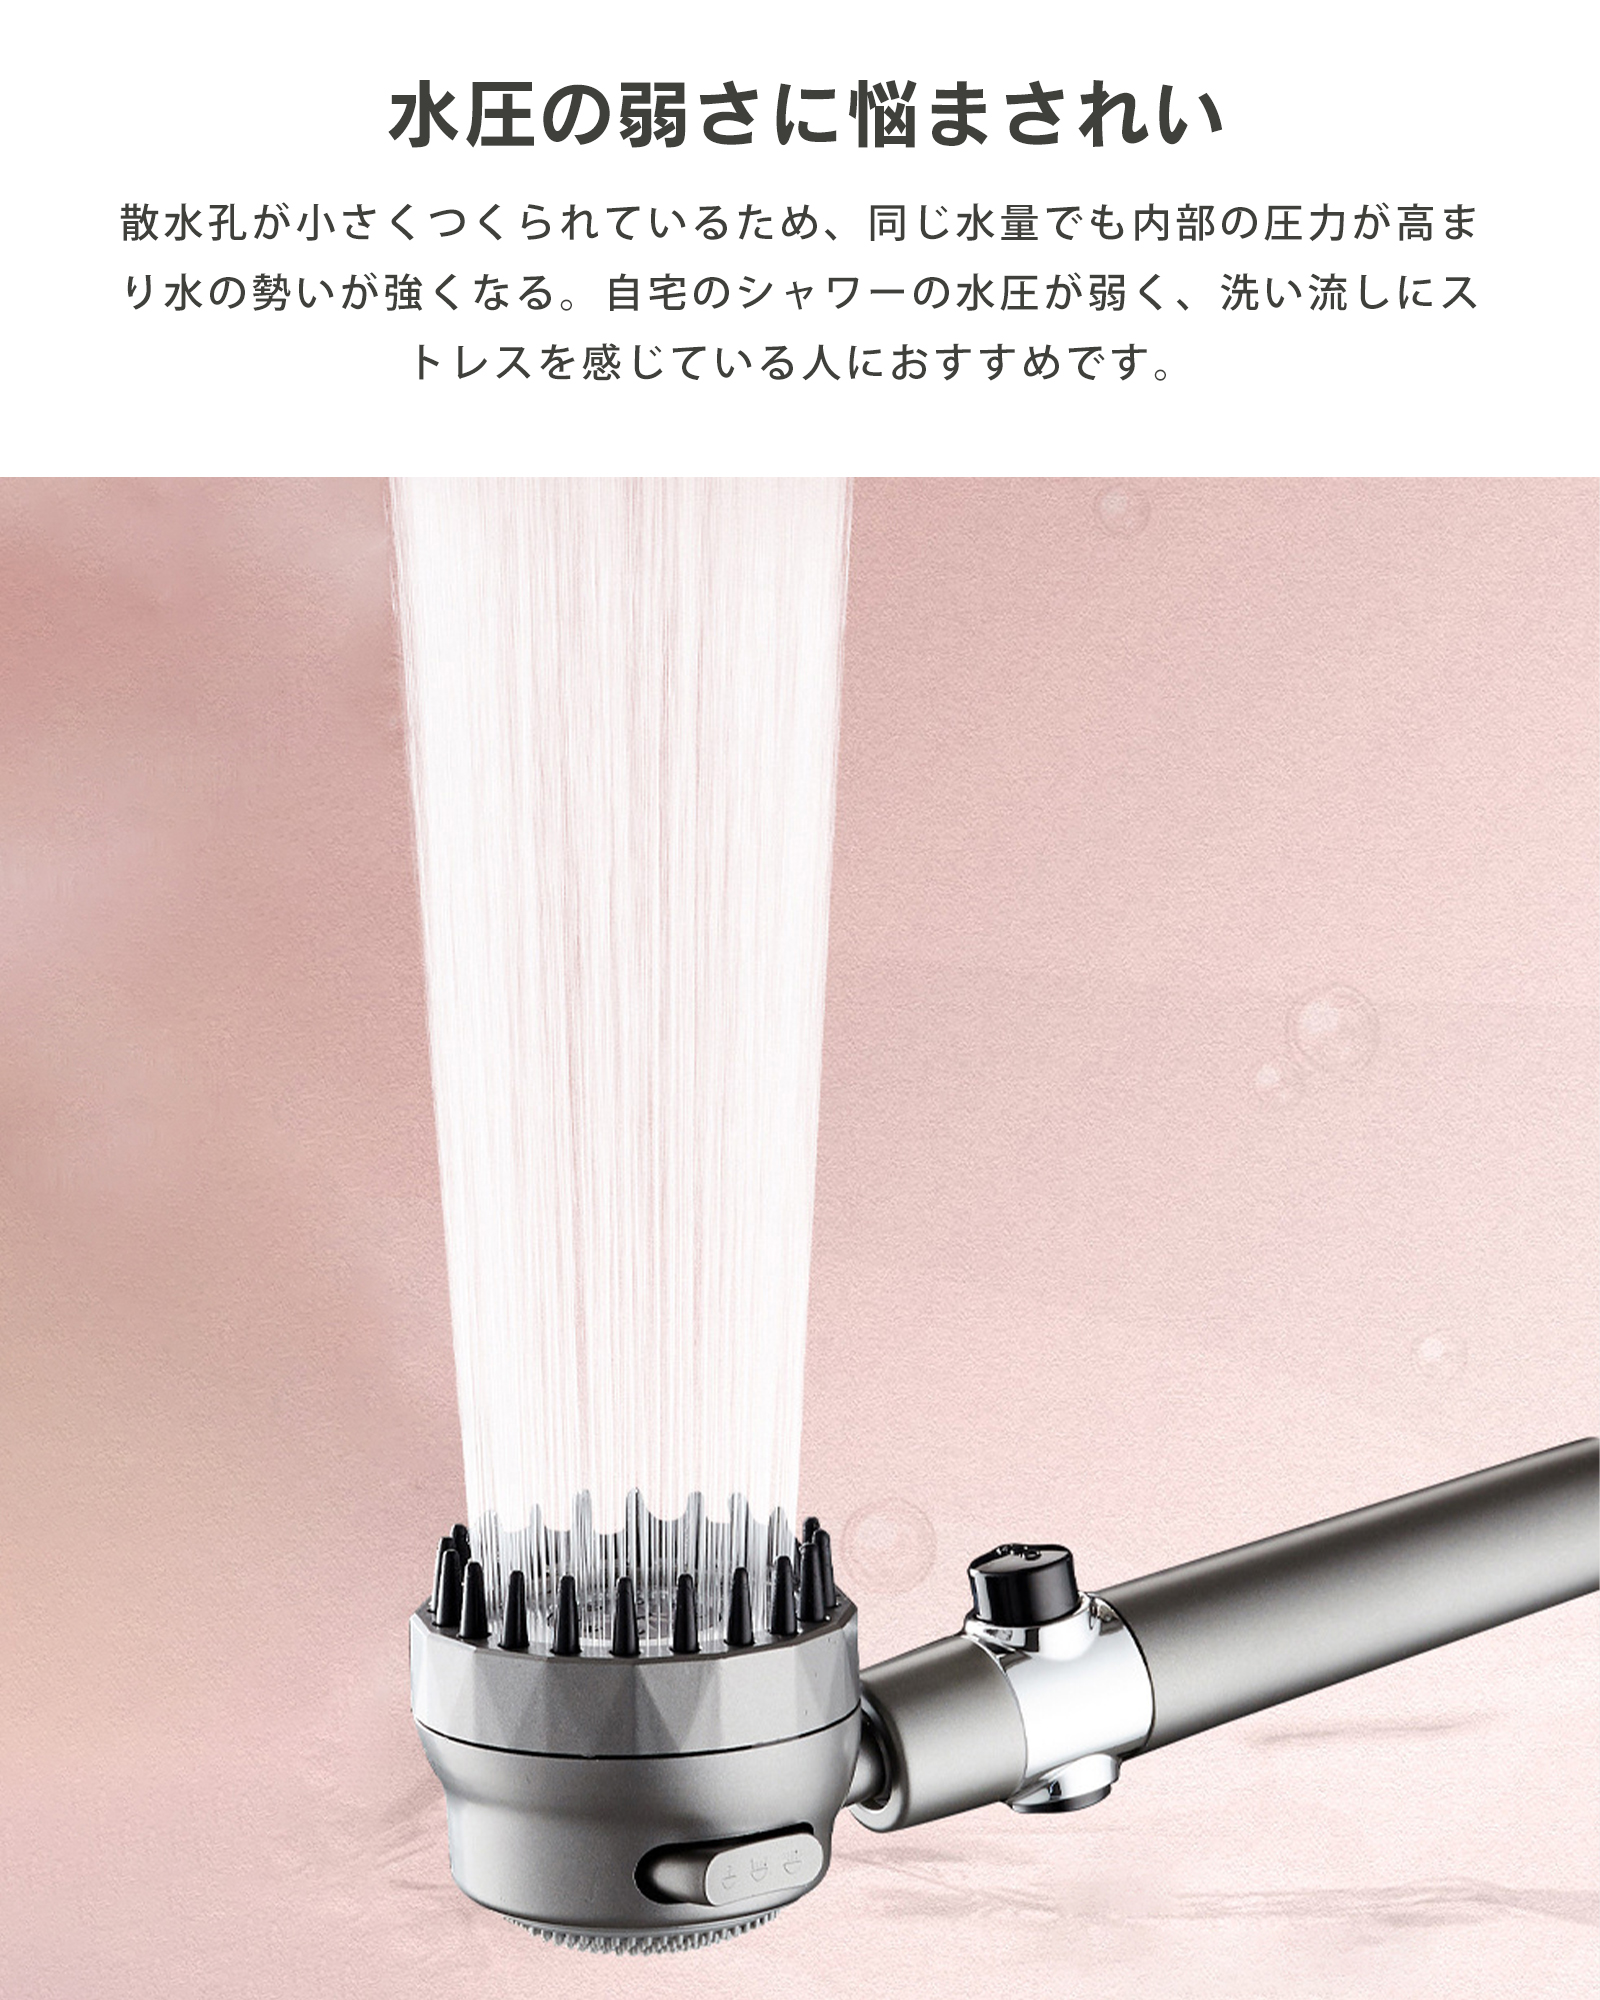 水圧の弱さに悩まされい
散水孔が小さくつくられているため、同じ水量でも内部の圧力が高ま
り水の勢いが強くなる。自宅のシャワーの水圧が弱く、洗い流しにス
トレスを感じている人におすすめです。